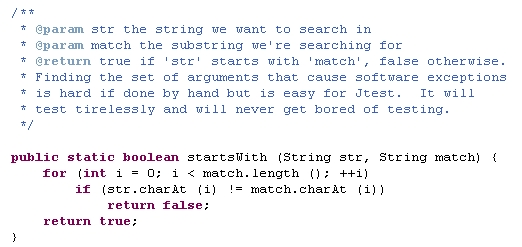 /**
 * @param str the string we want to search in
 * @param match the substring we're searching for
 * @return true if 'str' starts with 'match', false otherwise.
 * Finding the set of arguments that cause software exceptions
 * is hard if done by hand but is easy for Jtest.  It will
 * test tirelessly and will never get bored of testing.
 */
public static boolean startsWith (String str, String match) {
    for (int i = 0; i < match.length (); ++i)
        if (str.charAt (i) != match.charAt (i))
            return false;
    return true;
}